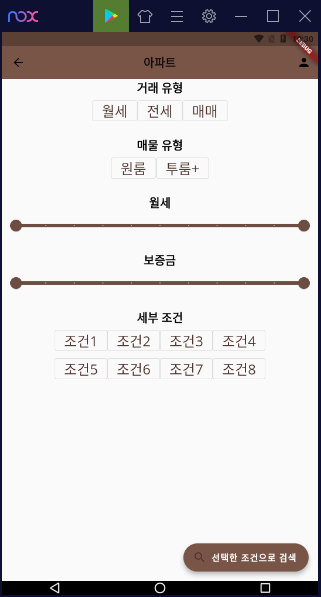 nox
아파트
DEBUG
거래 유형
월세 전세 매매
매물 유형
원룸 투룸+
월세
보증금
세부 조건
조건1 조건2 조건3 조건4
조건5 조건6 조건7 조건8
선택한 조건으로 검색